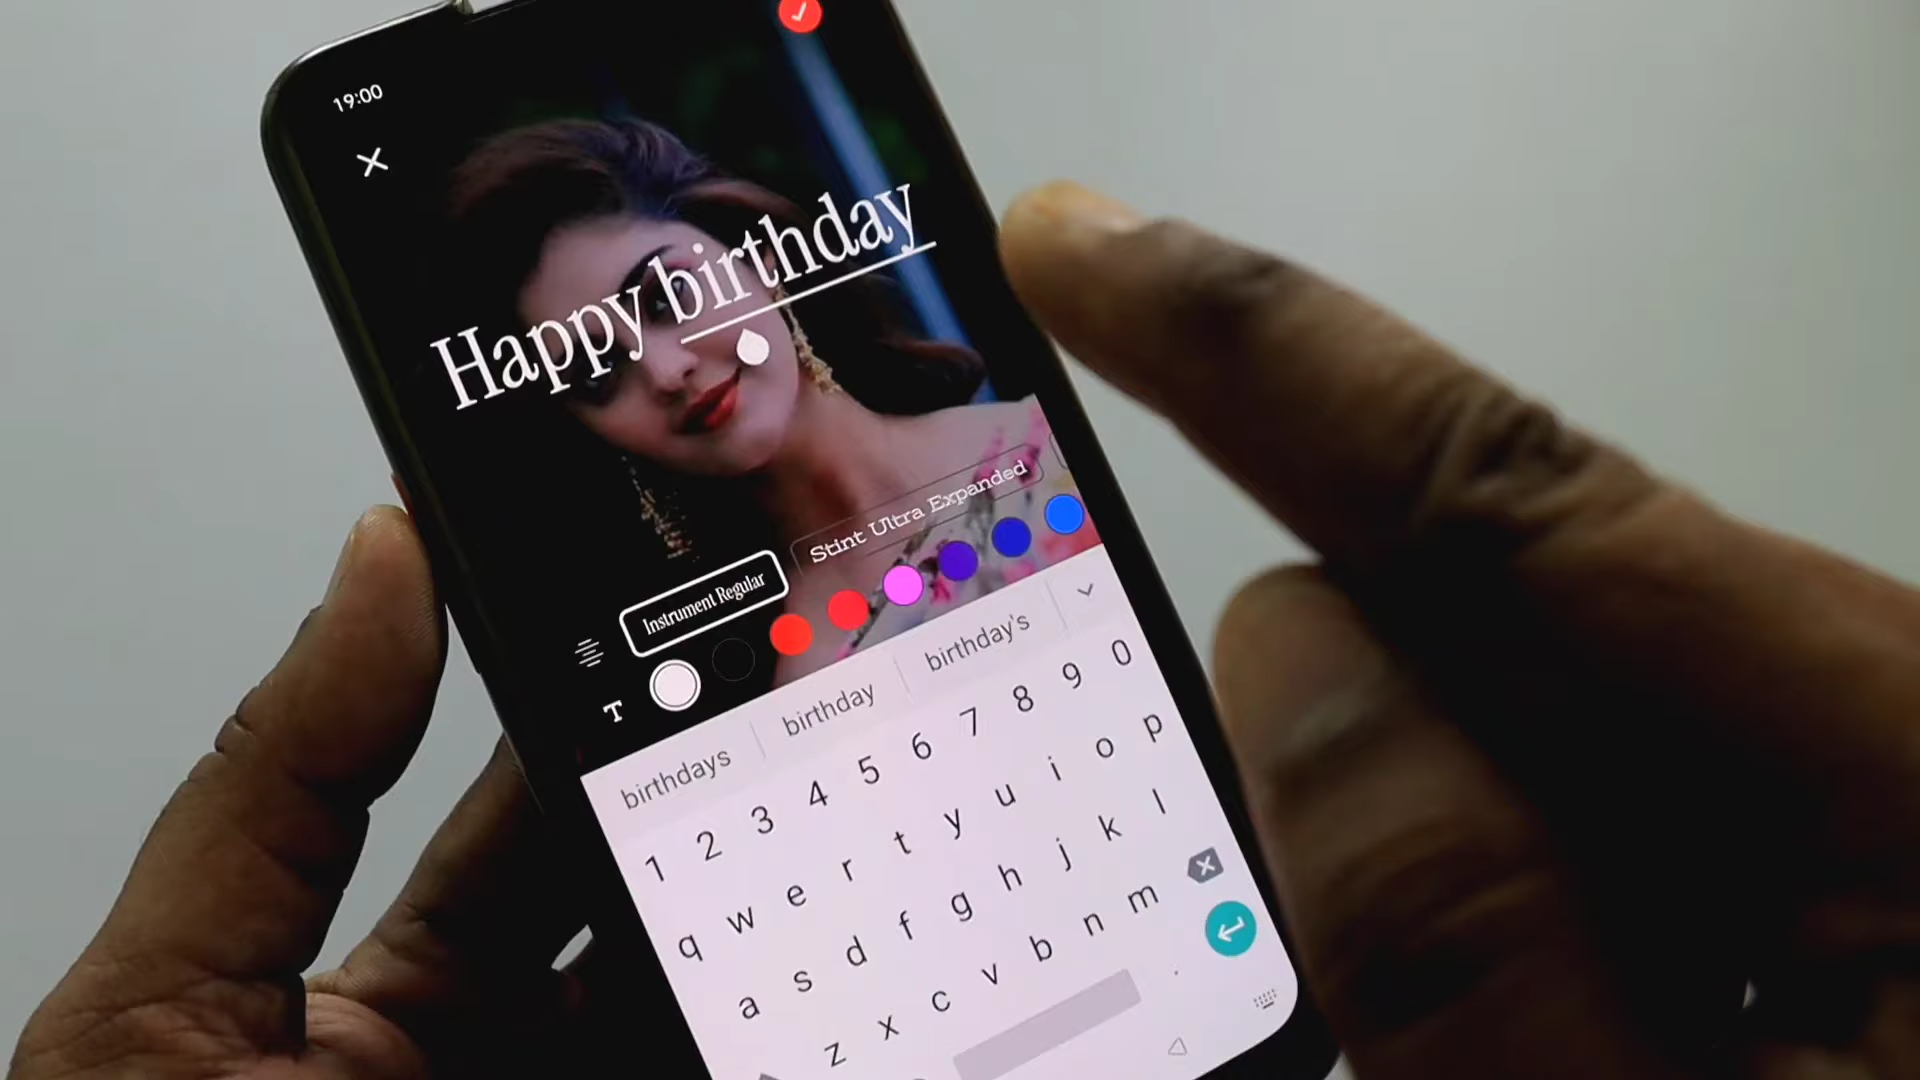 19:00
Happy birthday
Instrument Regular
Stint Ultra Expanded
T
birthdays birthday birthday's
1 2 3 4 5 6 7 8 9 0
q w e r t y u i o p
a s d f g h j k l
z x c v b n m
.